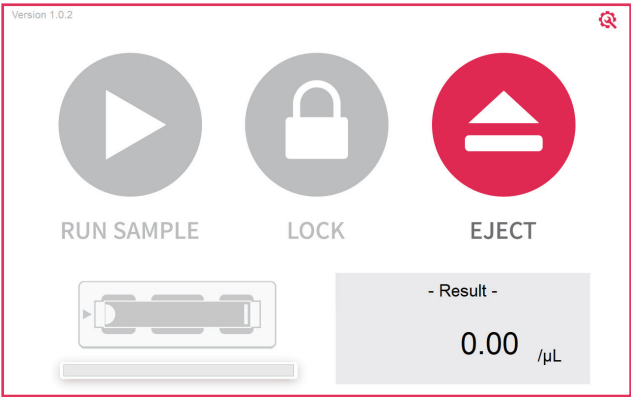 Version 1.0.2
RUN SAMPLE
LOCK
EJECT
- Result -
0.00 /µL